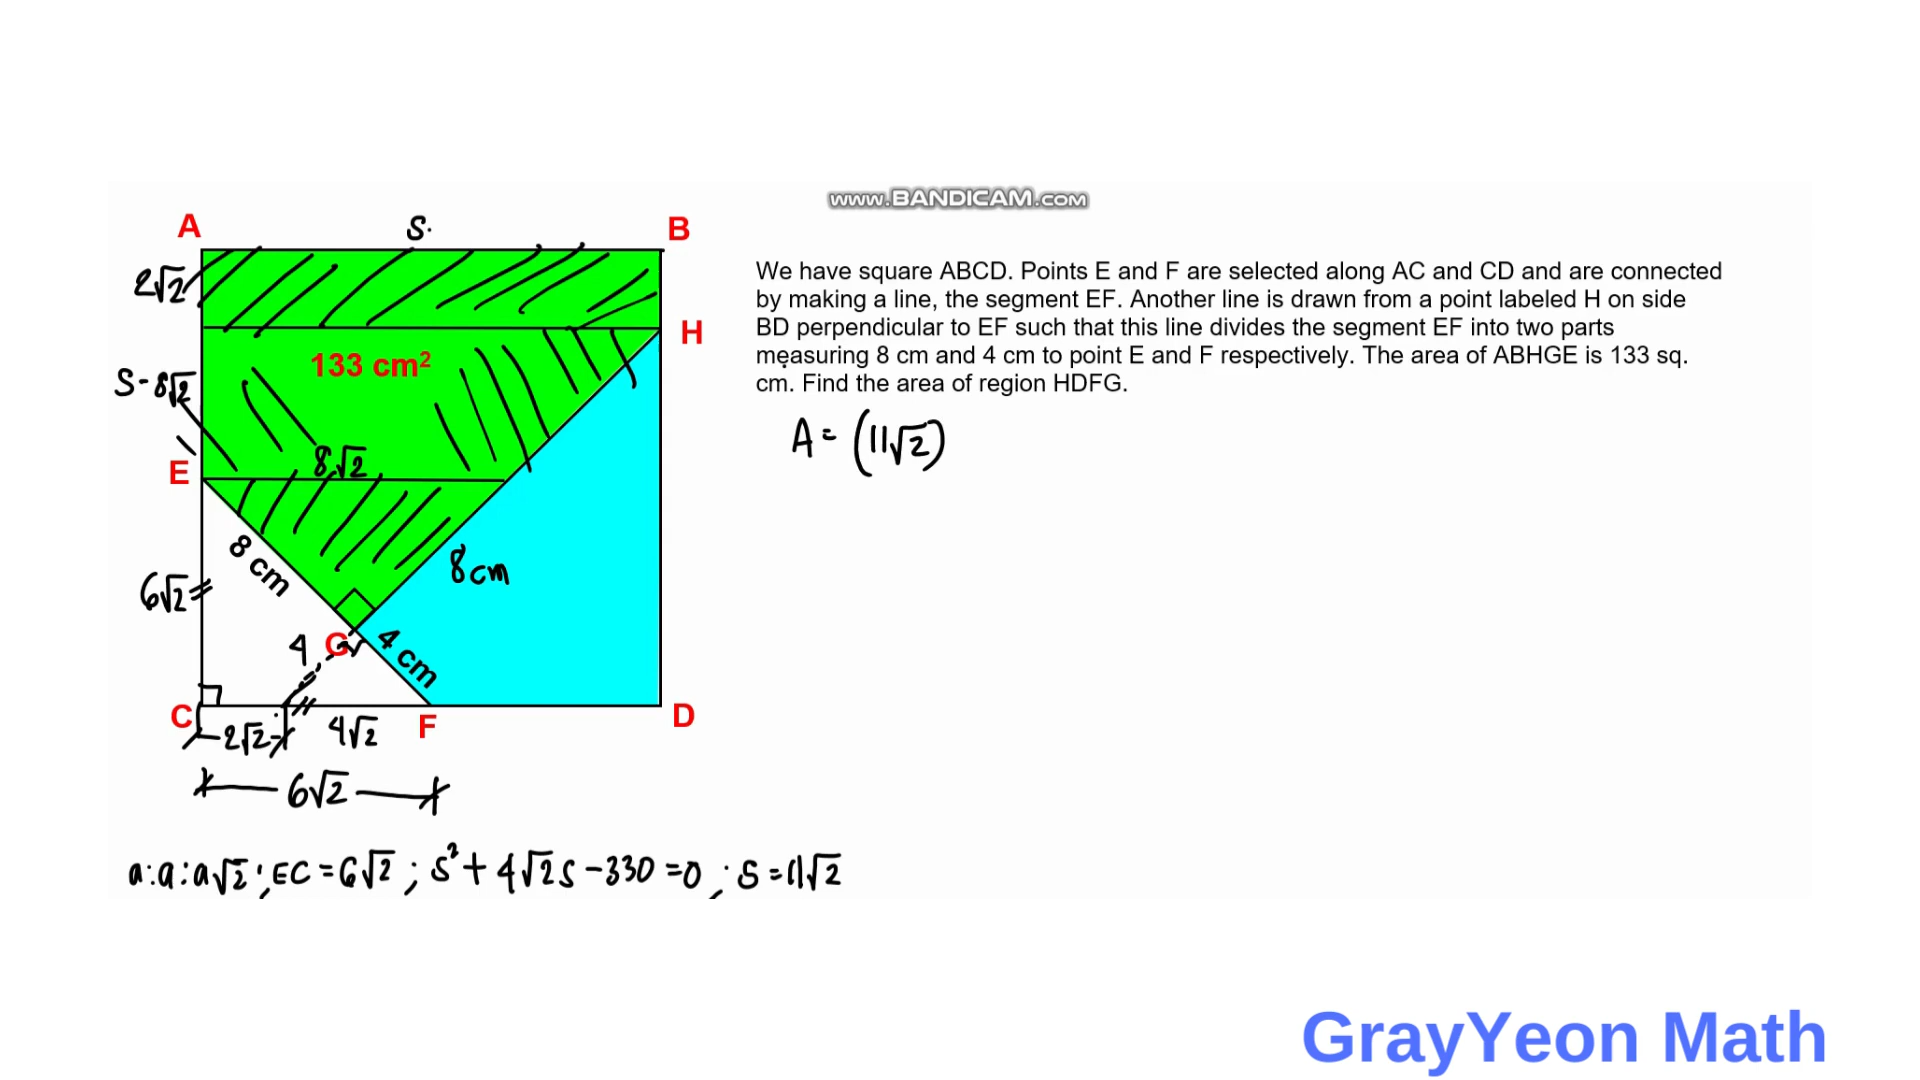 www.BANDICAM.com
A
S.
B
2√2
H
We have square ABCD. Points E and F are selected along AC and CD and are connected
by making a line, the segment EF. Another line is drawn from a point labeled H on side
BD perpendicular to EF such that this line divides the segment EF into two parts
measuring 8 cm and 4 cm to point E and F respectively. The area of ABHGE is 133 sq.
cm. Find the area of region HDFG.
133 cm²
S-8√2
A = (11√2)
E
8√2
8 cm
8cm
6√2
4
G
4 cm
C
2√2
4√2
F
D
6√2
a:a:a√2; EC = 6√2; S² + 4√2S - 330 = 0; S = 11√2
GrayYeon Math